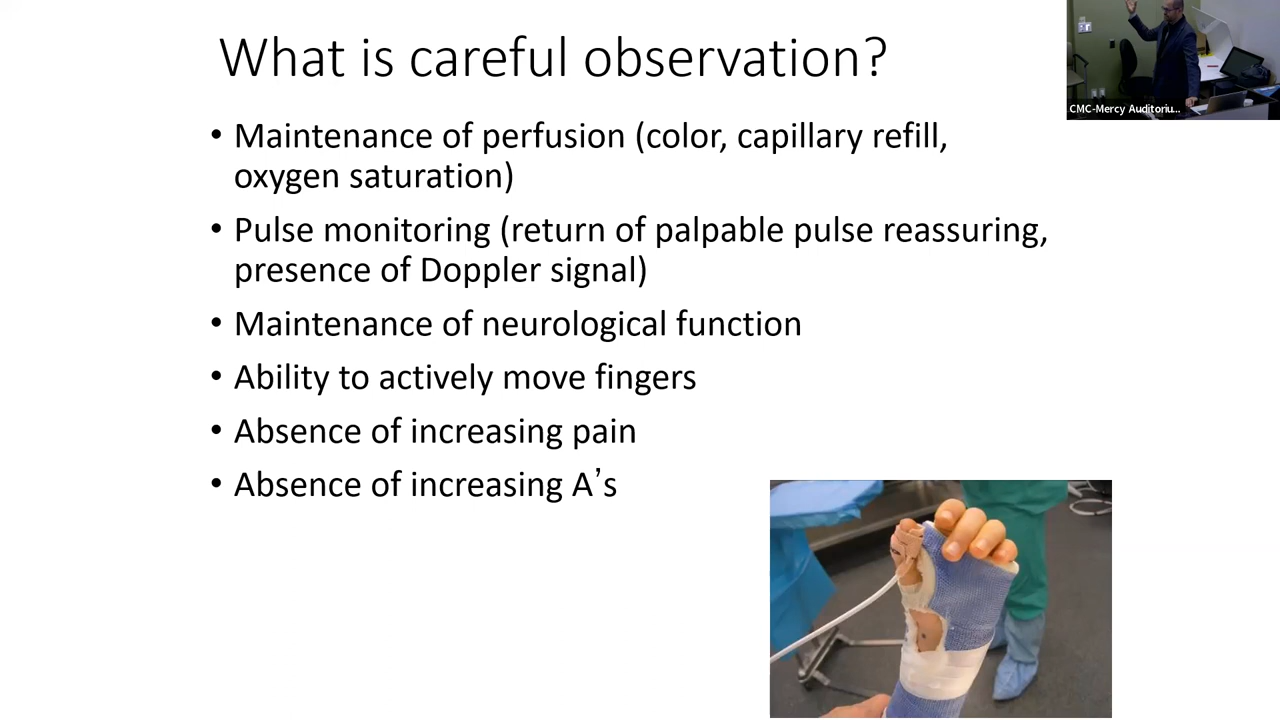 What is careful observation?
CMC-Mercy Auditoriu...
• Maintenance of perfusion (color, capillary refill,
oxygen saturation)
• Pulse monitoring (return of palpable pulse reassuring,
presence of Doppler signal)
• Maintenance of neurological function
• Ability to actively move fingers
• Absence of increasing pain
• Absence of increasing A’s